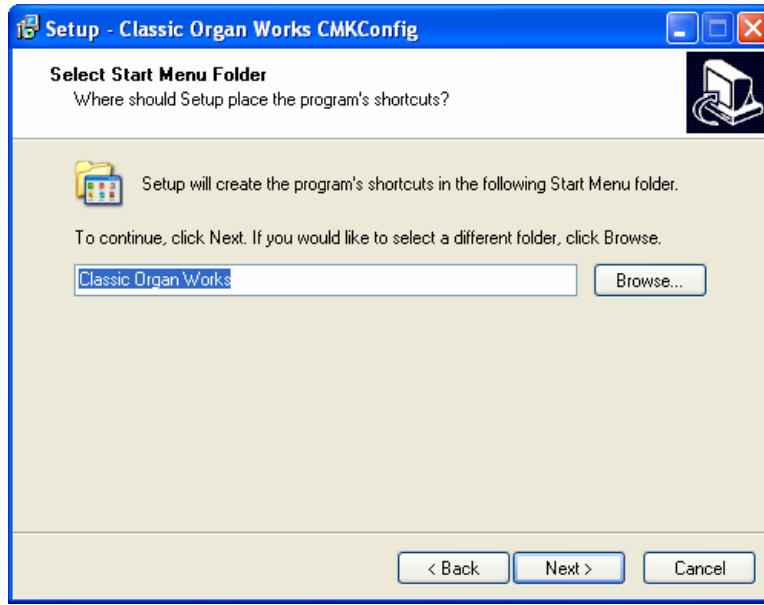 Setup - Classic Organ Works CMKConfig
Select Start Menu Folder
Where should Setup place the program's shortcuts?
Setup will create the program's shortcuts in the following Start Menu folder.
To continue, click Next. If you would like to select a different folder, click Browse.
Classic Organ Works
Browse...
< Back
Next >
Cancel